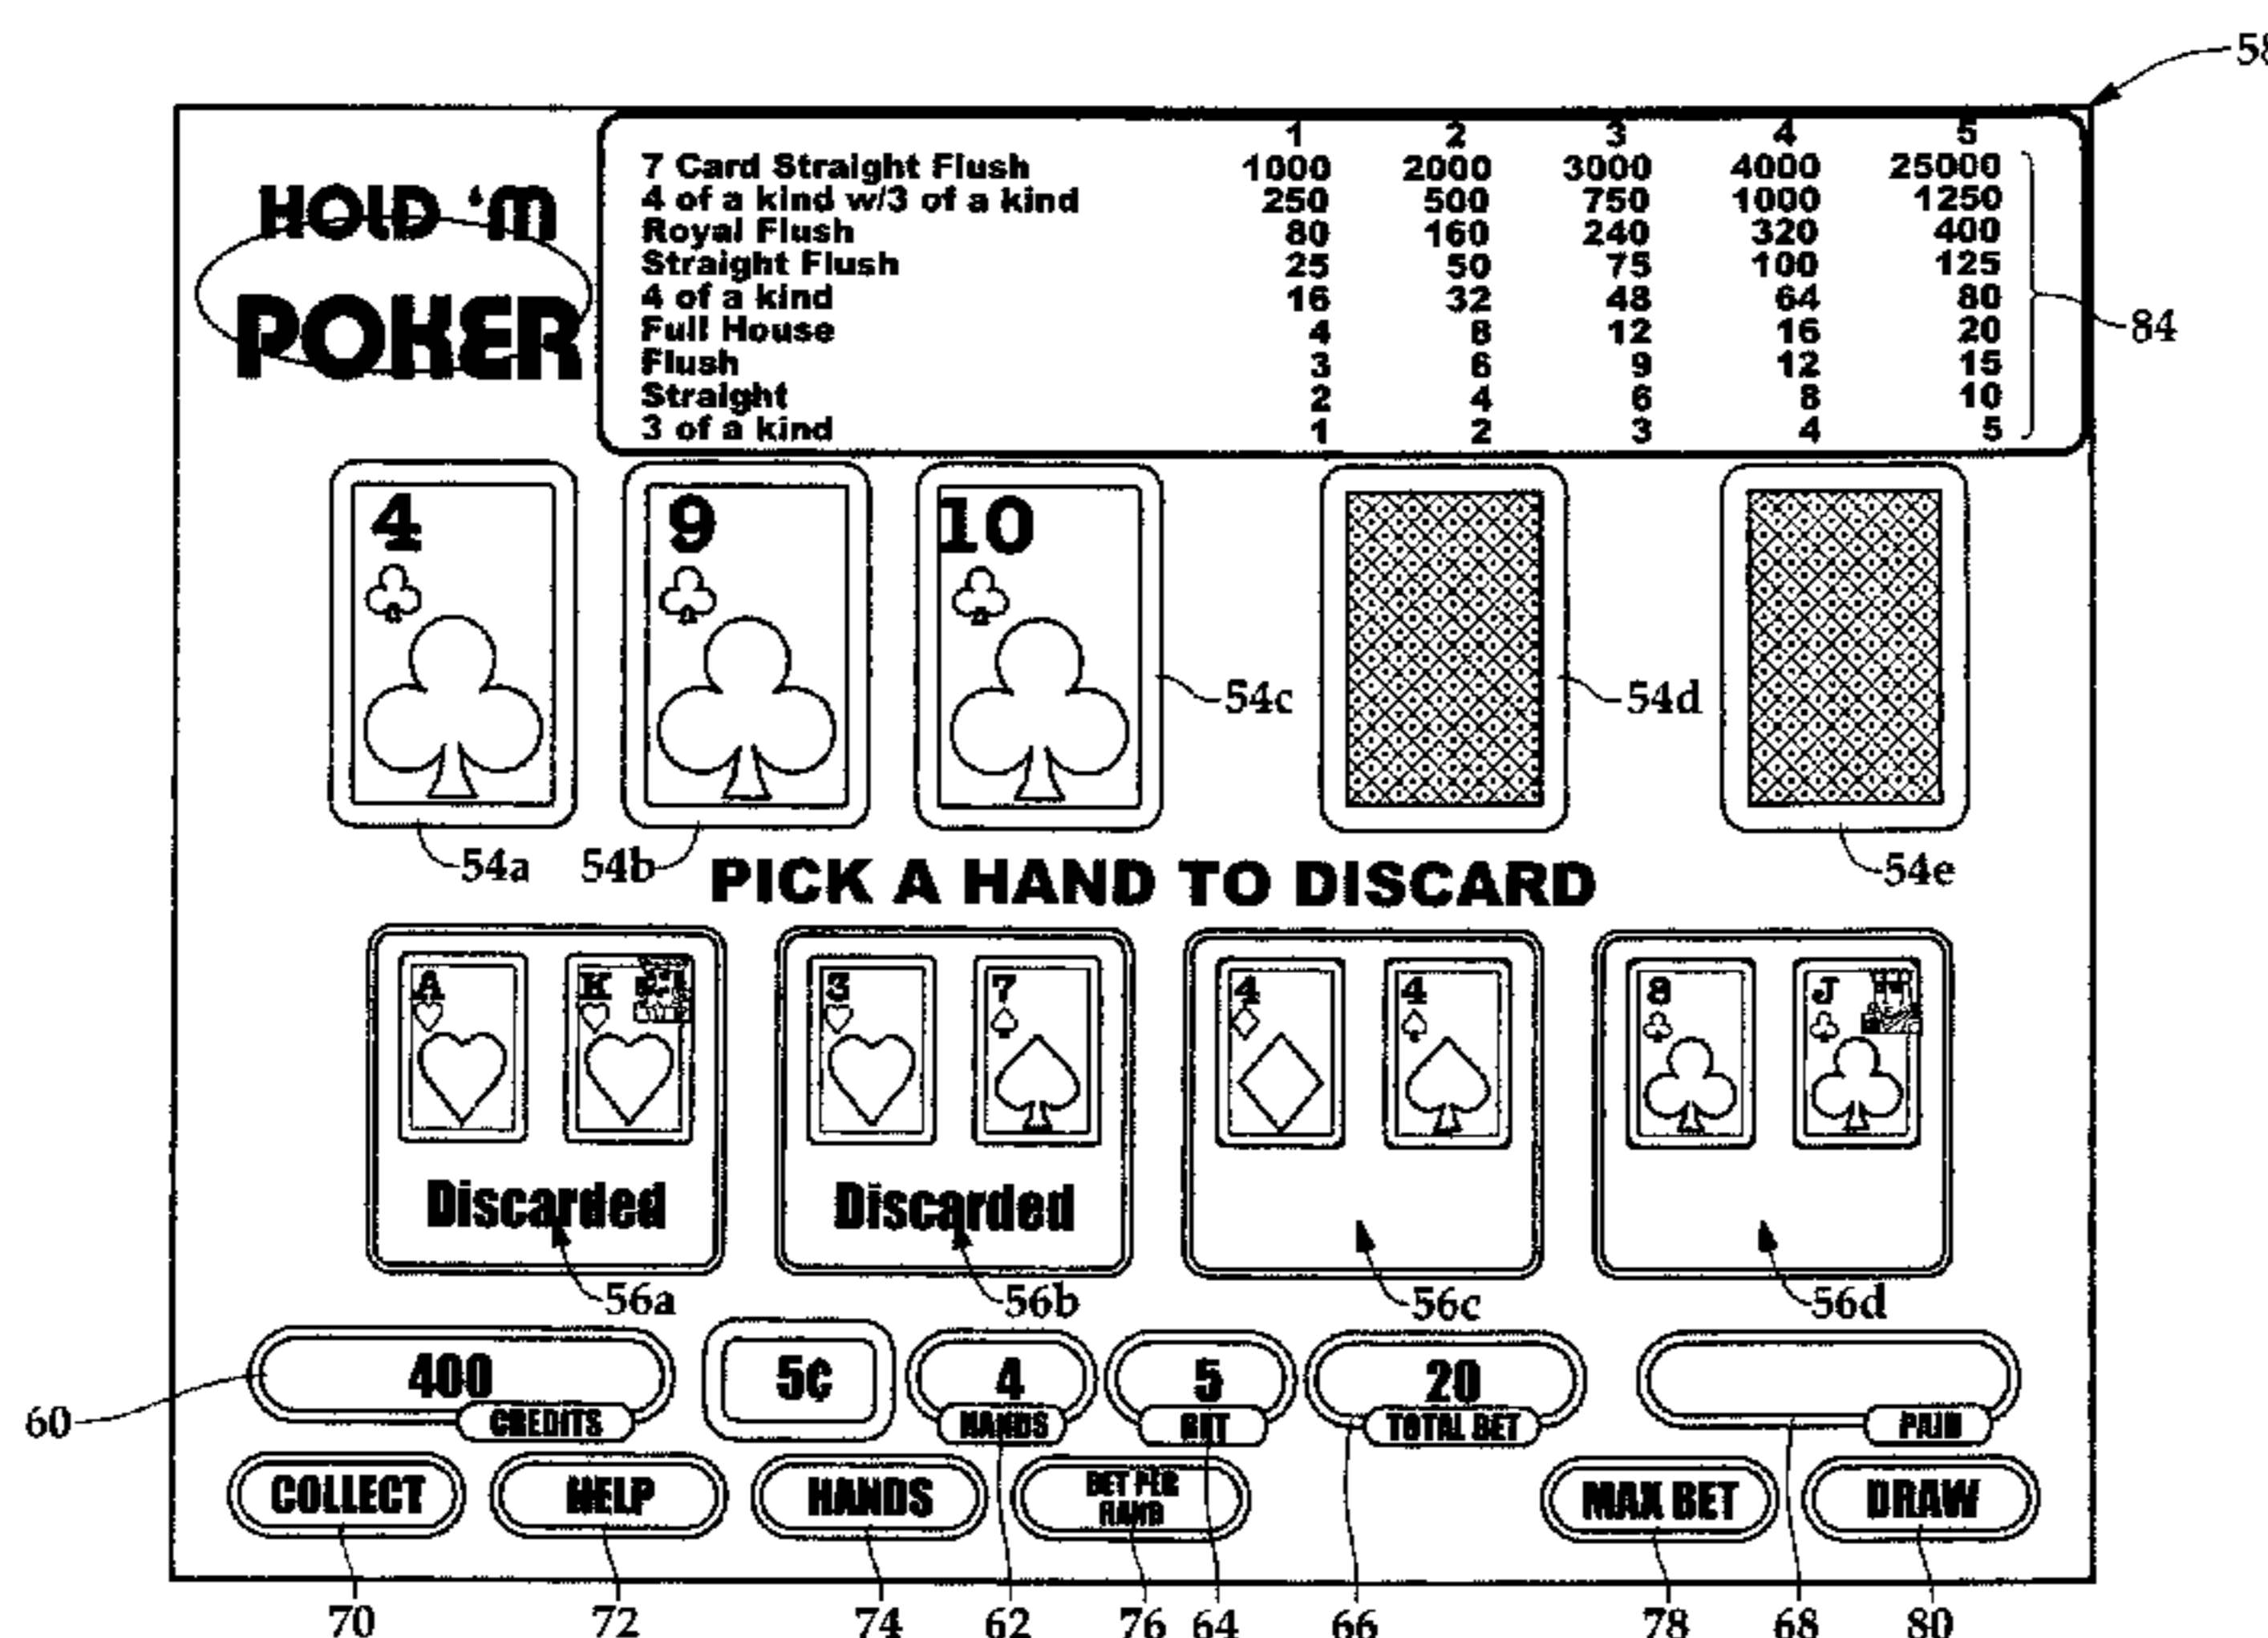 58
HOLD 'M
POKER
1 2 3 4 5
7 Card Straight Flush 1000 2000 3000 4000 25000
4 of a kind w/3 of a kind 250 500 750 1000 1250
Royal Flush 80 160 240 320 400
Straight Flush 25 50 75 100 125
4 of a kind 16 32 48 64 80
Full House 4 8 12 16 20
Flush 3 6 9 12 15
Straight 2 4 6 8 10
3 of a kind 1 2 3 4 5
84
4 9 10
54c 54d
54a 54b 54e
PICK A HAND TO DISCARD
A K 3 7 4 4 8 J
Discarded Discarded
56a 56b 56c 56d
400 5¢ 4 5 20
60 CREDITS HANDS BET TOTAL BET PAID
COLLECT HELP HANDS BET PER HAND MAX BET DRAW
70 72 74 62 76 64 66 78 68 80